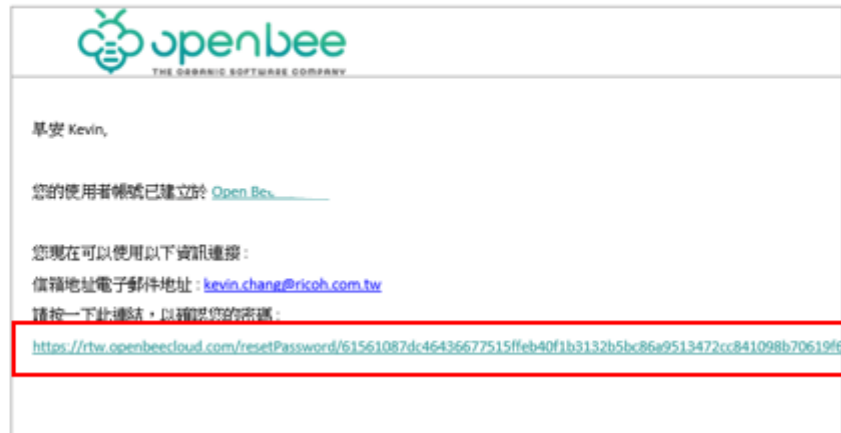 openbee
THE ORGANIC SOFTWARE COMPANY
早安 Kevin,
您的使用者帳號已建立於 Open Bee
您現在可以使用以下資訊連接 :
信箱地址電子郵件地址 : kevin.chang@ricoh.com.tw
請按一下此連結，以確認您的密碼 :
https://rtw.openbeecloud.com/resetPassword/61561087dc46436677515ffeb40f1b3132b5bc86a9513472cc841098b70619f6